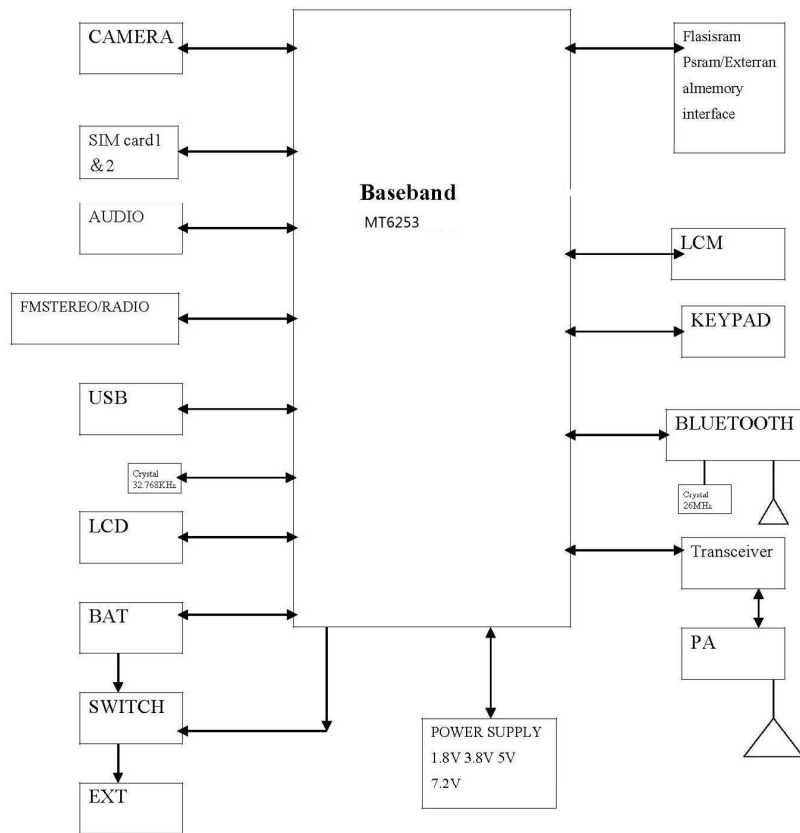 CAMERA
SIM card1
&2
AUDIO
FMSTEREO/RADIO
USB
Crystal
32.768KHz
LCD
BAT
SWITCH
EXT
Baseband
MT6253
POWER SUPPLY
1.8V 3.8V 5V
7.2V
Flasisram
Psram/Exterran
almemory
interface
LCM
KEYPAD
BLUETOOTH
Crystal
26MHz
Transceiver
PA